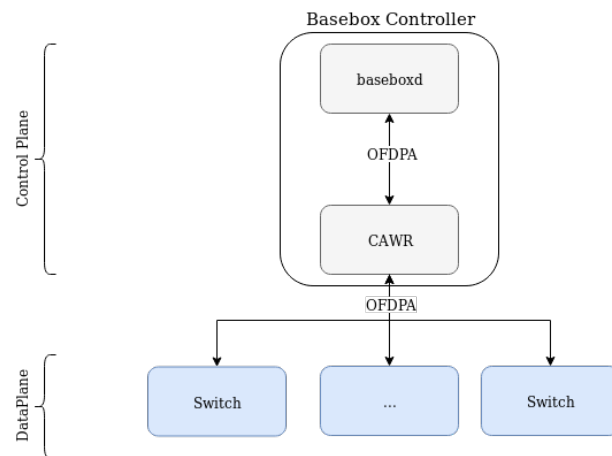 Basebox Controller
baseboxd
OFDPA
CAWR
OFDPA
Control Plane
Switch
...
Switch
DataPlane